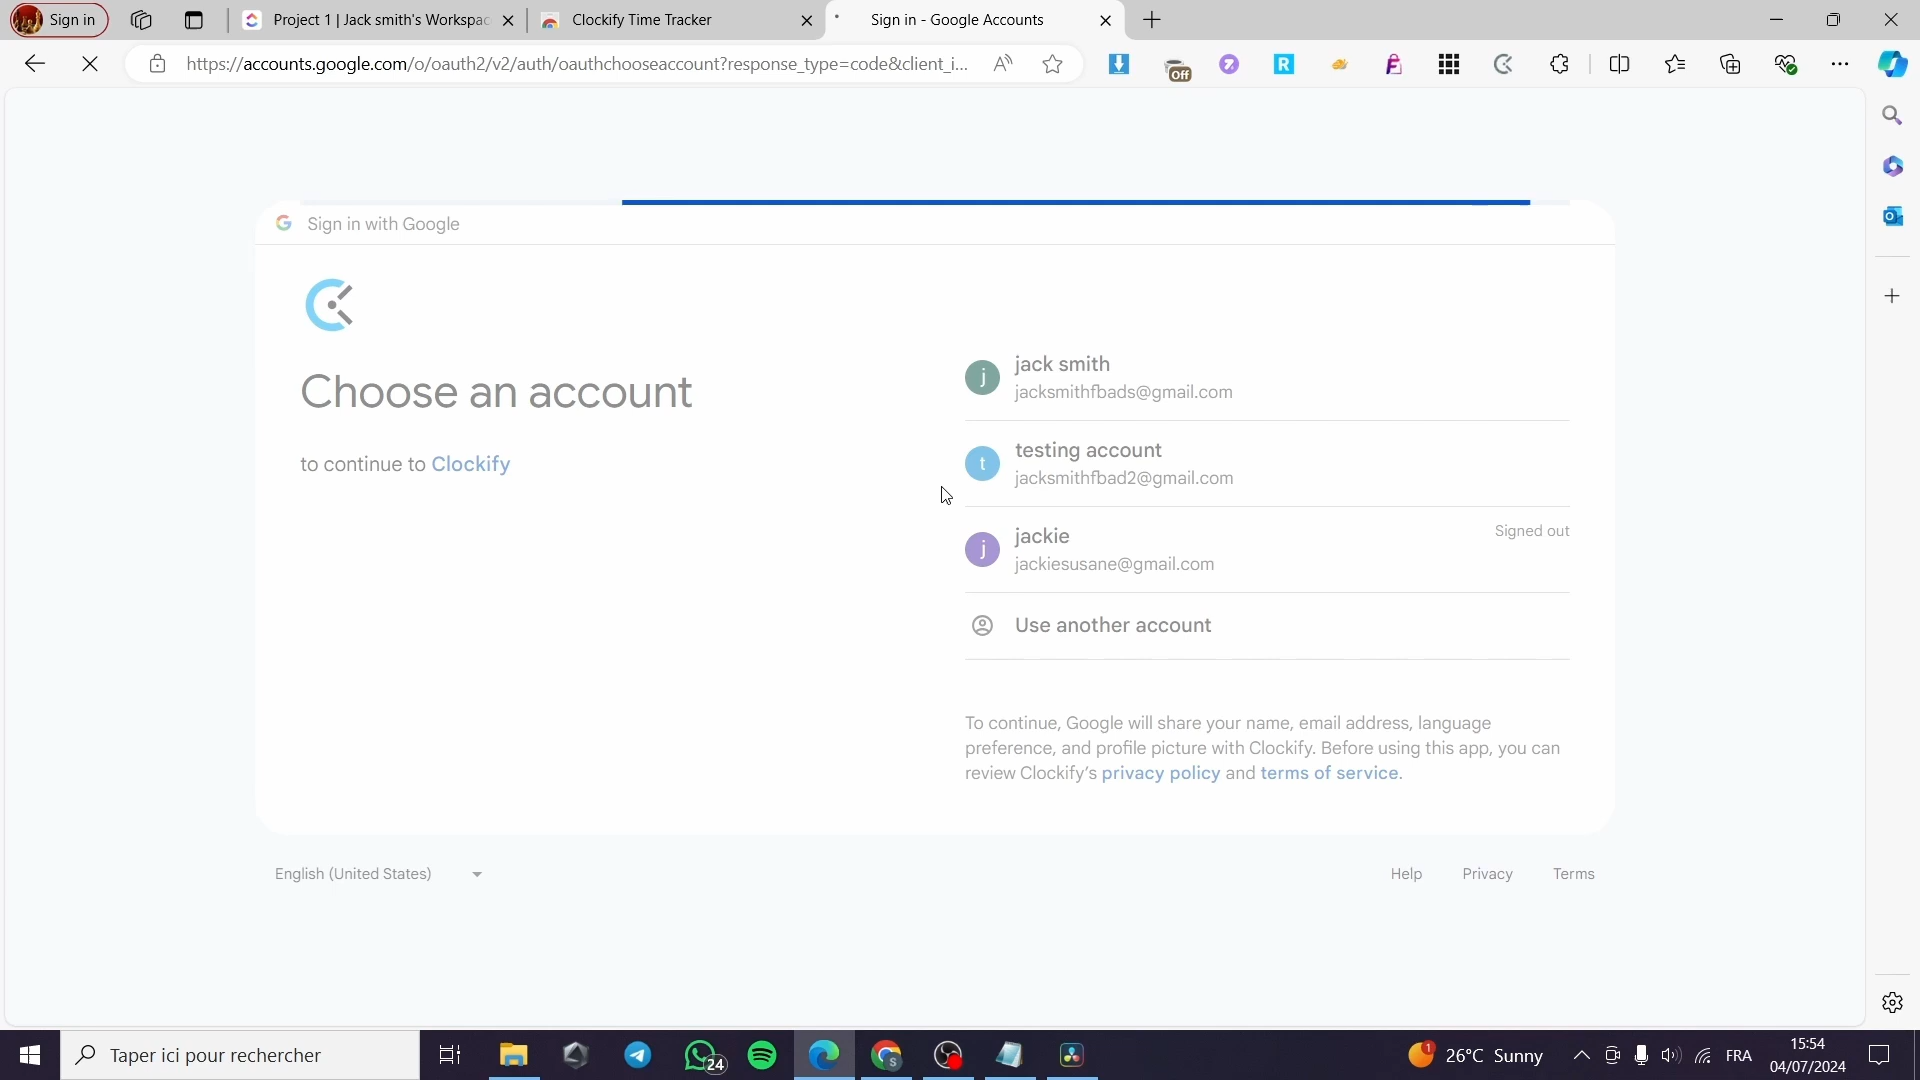 Sign in
Project 1 | Jack smith's Workspac
Clockify Time Tracker
Sign in - Google Accounts
https://accounts.google.com/o/oauth2/v2/auth/oauthchooseaccount?response_type=code&client_i...
Off
Sign in with Google
Choose an account
to continue to Clockify
jack smith
jacksmithfbads@gmail.com
testing account
jacksmithfbad2@gmail.com
jackie
jackiesusane@gmail.com
Signed out
Use another account
To continue, Google will share your name, email address, language
preference, and profile picture with Clockify. Before using this app, you can
review Clockify's privacy policy and terms of service.
English (United States)
Help
Privacy
Terms
Taper ici pour rechercher
24
26°C Sunny
FRA
15:54
04/07/2024